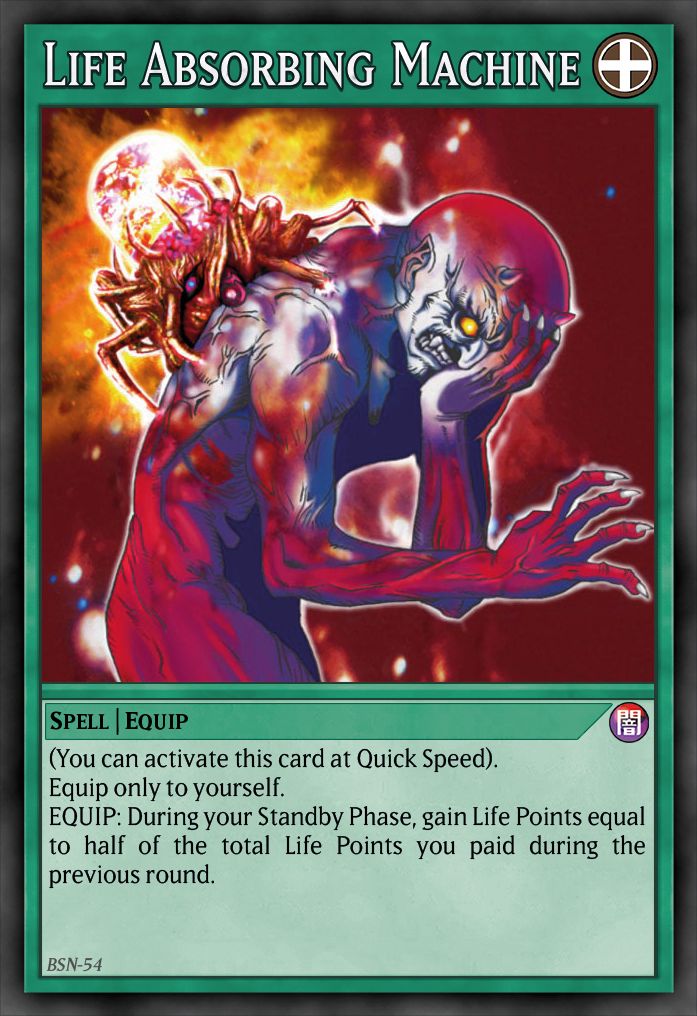 Life Absorbing Machine
Spell | Equip
闇
(You can activate this card at Quick Speed).
Equip only to yourself.
EQUIP: During your Standby Phase, gain Life Points equal
to half of the total Life Points you paid during the
previous round.
BSN-54